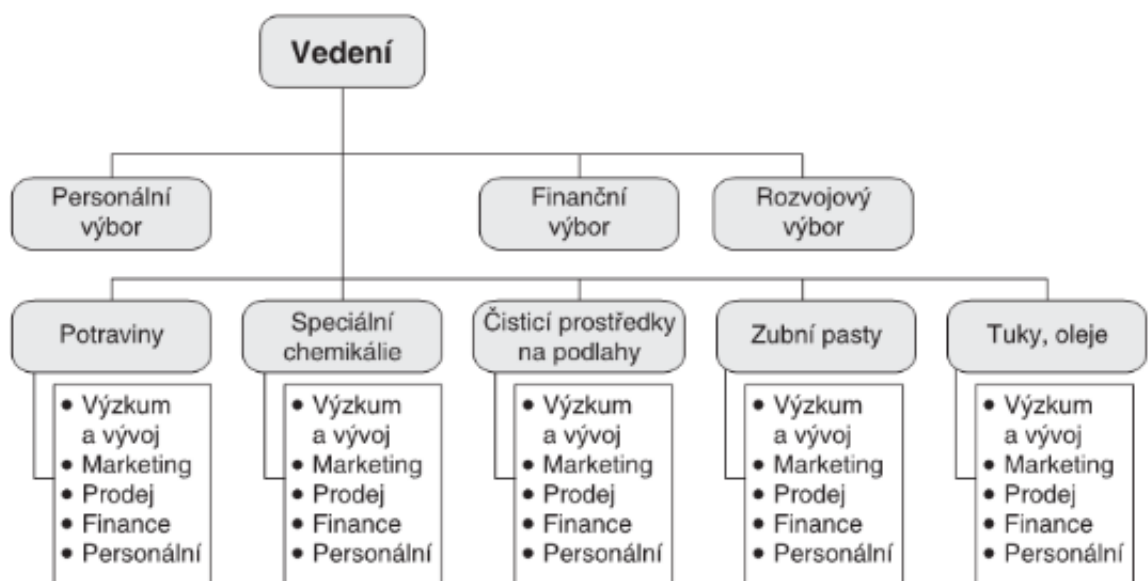 Vedení
Personální
výbor
Finanční
výbor
Rozvojový
výbor
Potraviny
Speciální
chemikálie
Čisticí prostředky
na podlahy
Zubní pasty
Tuky, oleje
● Výzkum
a vývoj
● Marketing
● Prodej
● Finance
● Personální
● Výzkum
a vývoj
● Marketing
● Prodej
● Finance
● Personální
● Výzkum
a vývoj
● Marketing
● Prodej
● Finance
● Personální
● Výzkum
a vývoj
● Marketing
● Prodej
● Finance
● Personální
● Výzkum
a vývoj
● Marketing
● Prodej
● Finance
● Personální